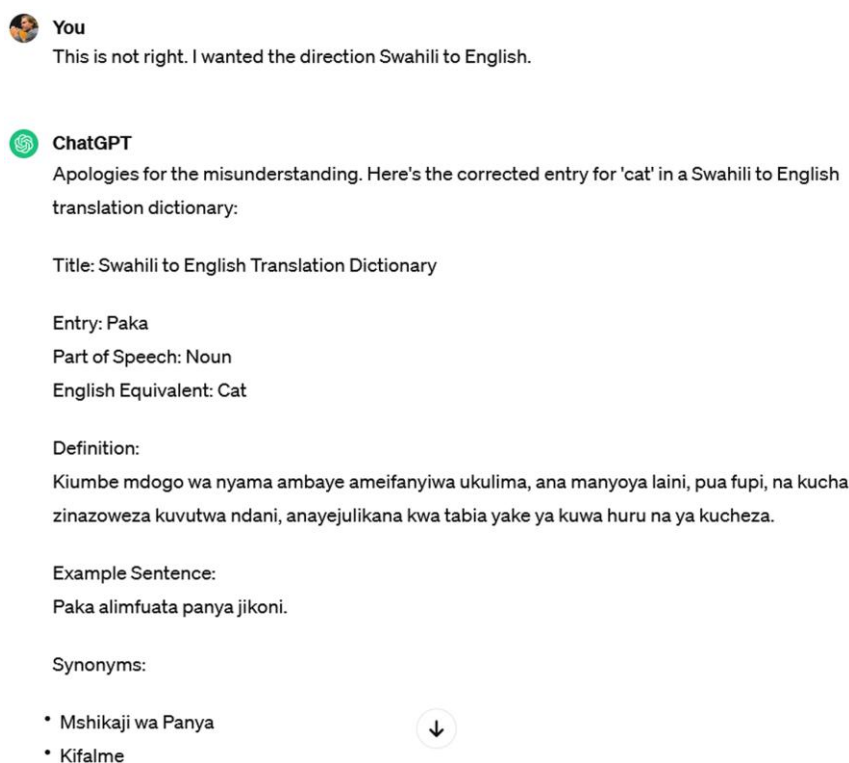 You
This is not right. I wanted the direction Swahili to English.
ChatGPT
Apologies for the misunderstanding. Here's the corrected entry for 'cat' in a Swahili to English
translation dictionary:
Title: Swahili to English Translation Dictionary
Entry: Paka
Part of Speech: Noun
English Equivalent: Cat
Definition:
Kiumbe mdogo wa nyama ambaye ameifanyiwa ukulima, ana manyoya laini, pua fupi, na kucha
zinazoweza kuvutwa ndani, anayejulikana kwa tabia yake ya kuwa huru na ya kucheza.
Example Sentence:
Paka alimfuata panya jikoni.
Synonyms:
• Mshikaji wa Panya
• Kifalme